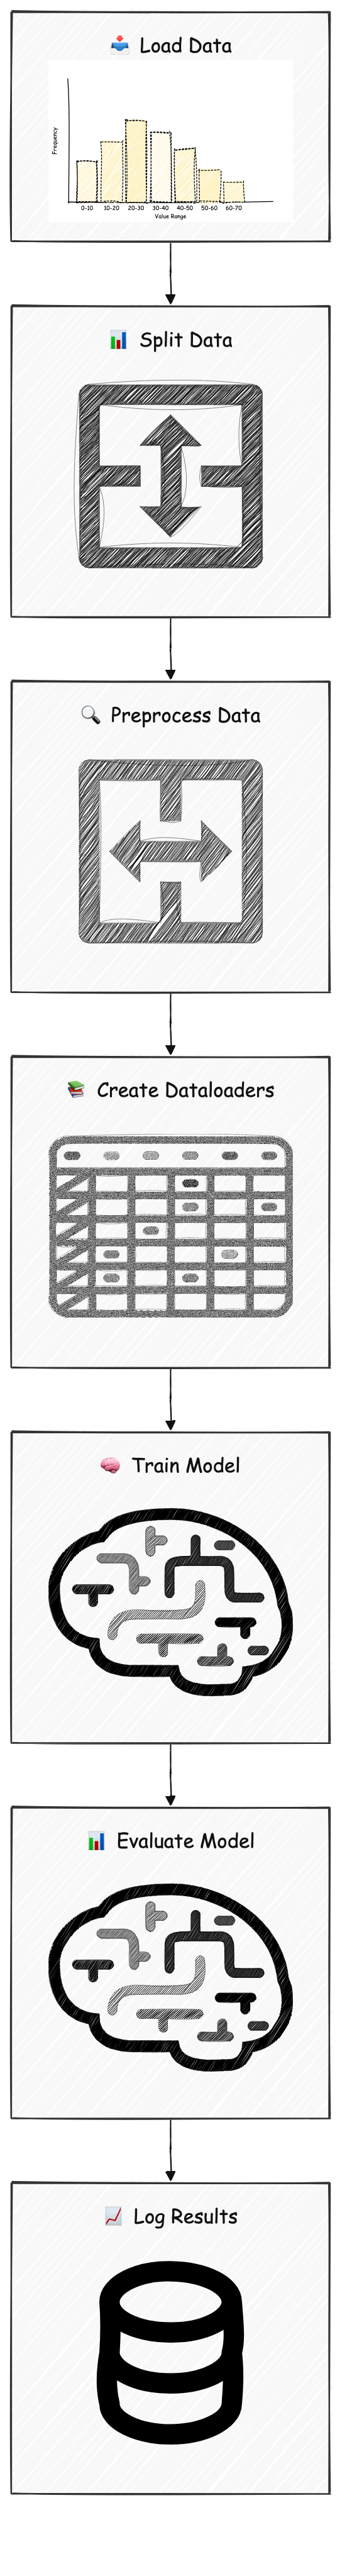 Load Data
Frequency
0-10 10-20 20-30 30-40 40-50 50-60 60-70
Value Range
Split Data
Preprocess Data
Create Dataloaders
Train Model
Evaluate Model
Log Results